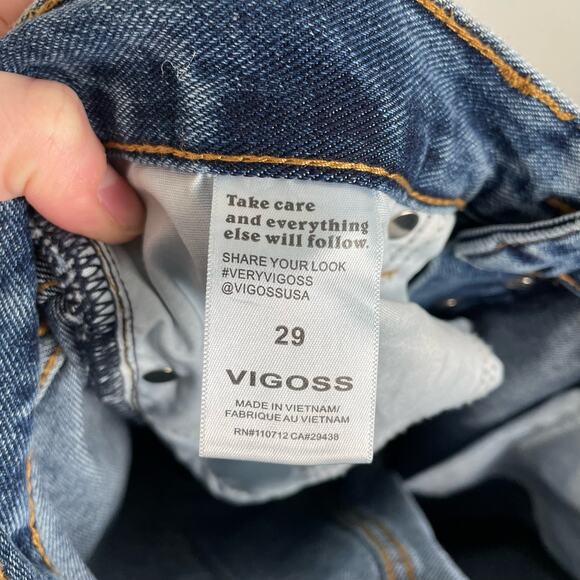 Take care
and everything
else will follow.
SHARE YOUR LOOK
#VERYVIGOSS
@VIGOSSUSA
29
VIGOSS
MADE IN VIETNAM/
FABRIQUE AU VIETNAM
RN#110712 CA#29438